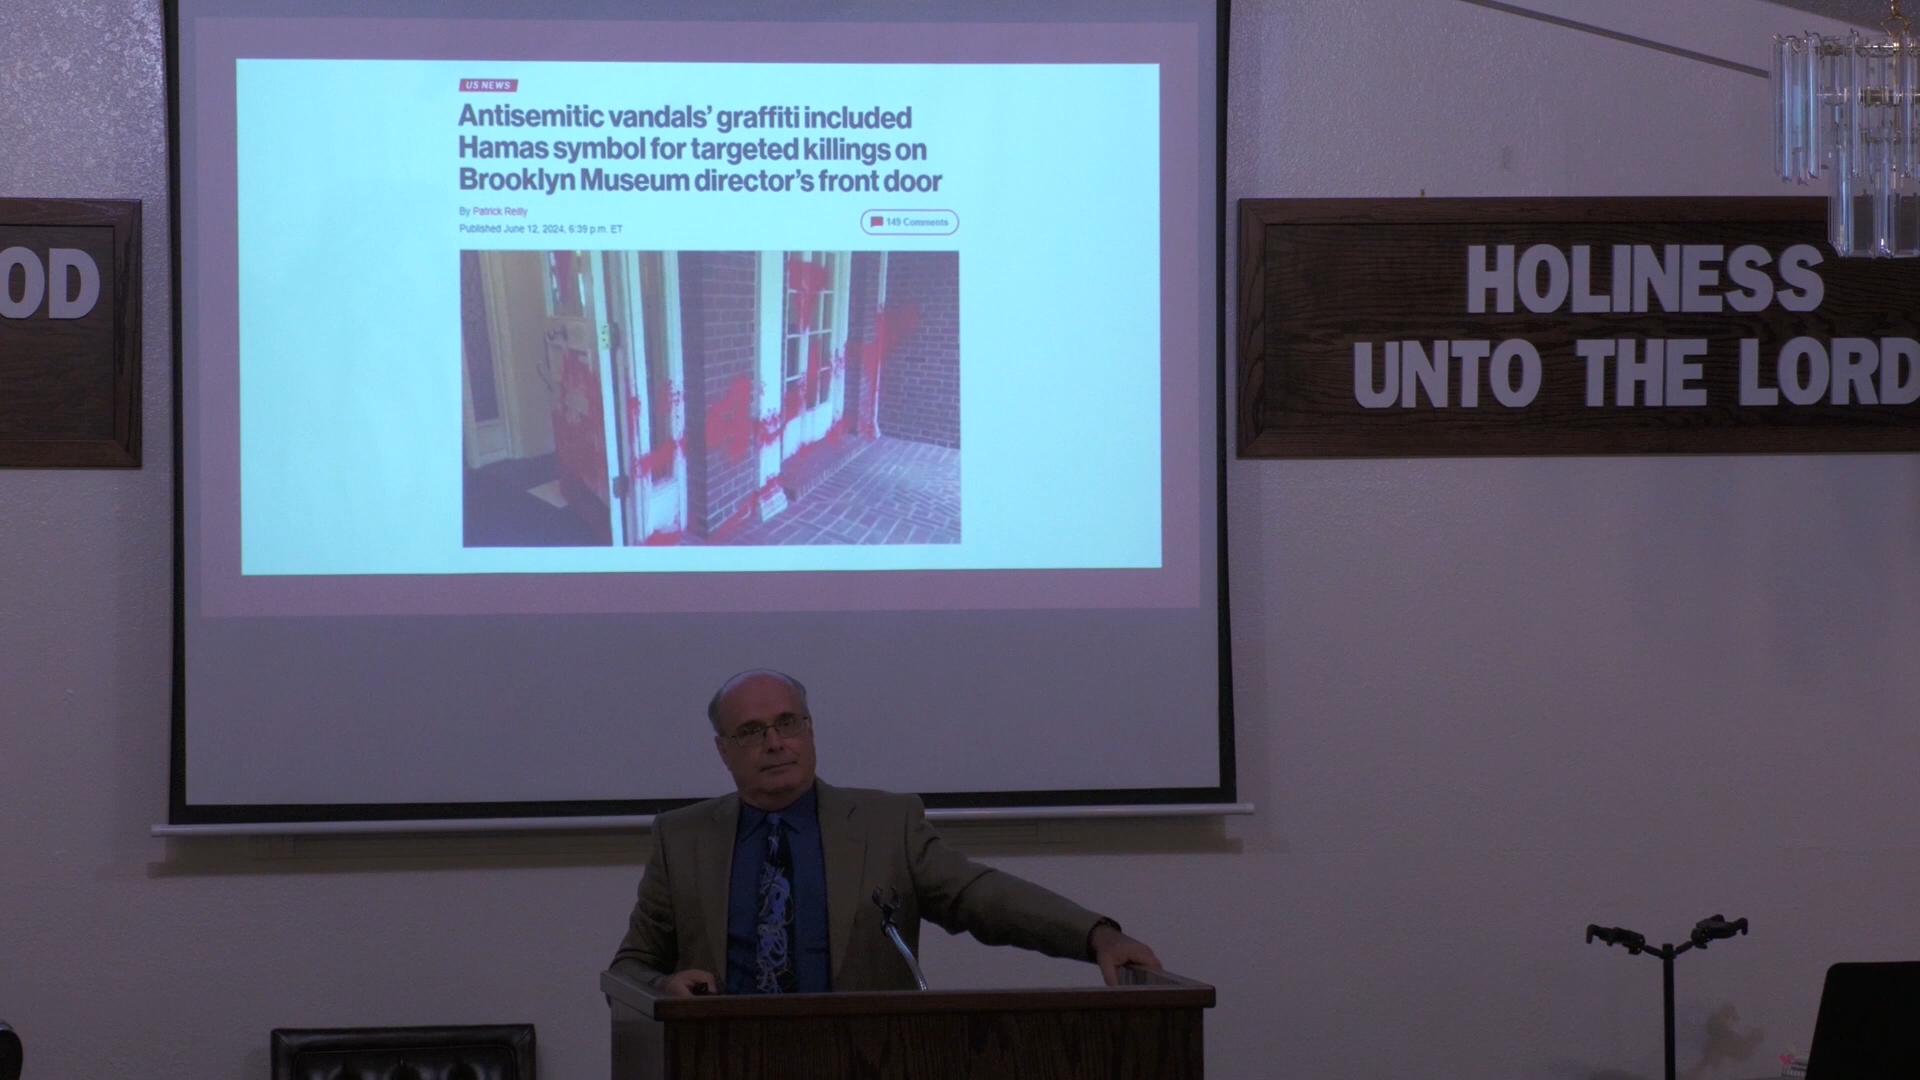 US NEWS
Antisemitic vandals' graffiti included
Hamas symbol for targeted killings on
Brooklyn Museum director's front door
By Patrick Reilly
Published June 12, 2024, 6:39 p.m. ET
149 Comments
OD
HOLINESS
UNTO THE LORD